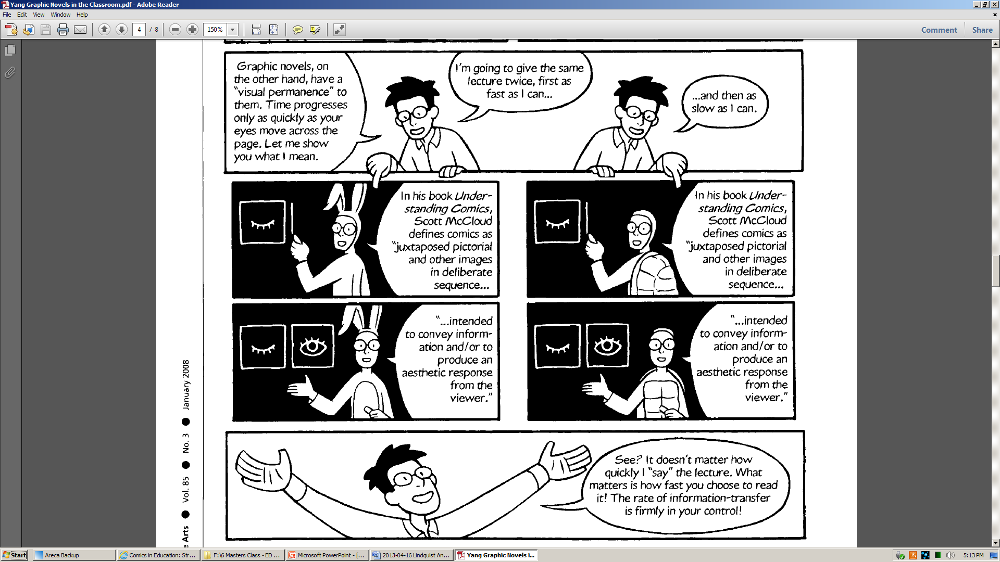 Yang Graphic Novels in the Classroom.pdf - Adobe Reader
File Edit View Window Help
4 / 8 150% Comment Share
Graphic novels, on
the other hand, have a
"visual permanence" to
them. Time progresses
only as quickly as your
eyes move across the
page. Let me show
you what I mean.
I'm going to give the same
lecture twice, first as
fast as I can...
...and then as
slow as I can.
In his book Under-
standing Comics,
Scott McCloud
defines comics as
"juxtaposed pictorial
and other images
in deliberate
sequence...
In his book Under-
standing Comics,
Scott McCloud
defines comics as
"juxtaposed pictorial
and other images
in deliberate
sequence...
"...intended
to convey inform-
ation and/or to
produce an
aesthetic response
from the
viewer."
"...intended
to convey inform-
ation and/or to
produce an
aesthetic response
from the
viewer."
See? It doesn't matter how
quickly I "say" the lecture. What
matters is how fast you choose to read
it! The rate of information-transfer
is firmly in your control!
e Arts ● Vol. 85 ● No. 3 ● January 2008
Start Areca Backup Comics in Education: Str... F:\6 Masters Class - ED ... Microsoft PowerPoint - [... 2013-04-16 Lindquist An... Yang Graphic Novels i... 5:13 PM